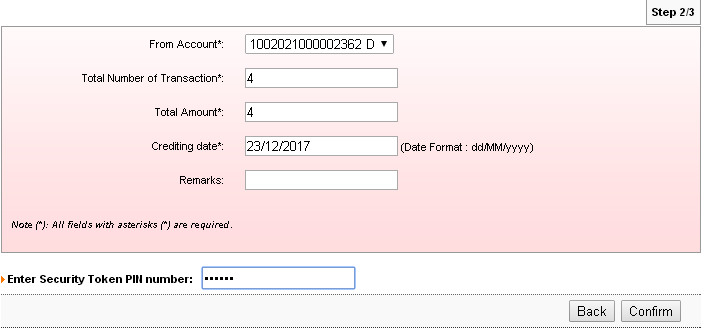 Step 2/3
From Account*: 1002021000002362 D
Total Number of Transaction*: 4
Total Amount*: 4
Crediting date*: 23/12/2017 (Date Format : dd/MM/yyyy)
Remarks:
Note (*): All fields with asterisks (*) are required.
Enter Security Token PIN number: ••••••
Back Confirm